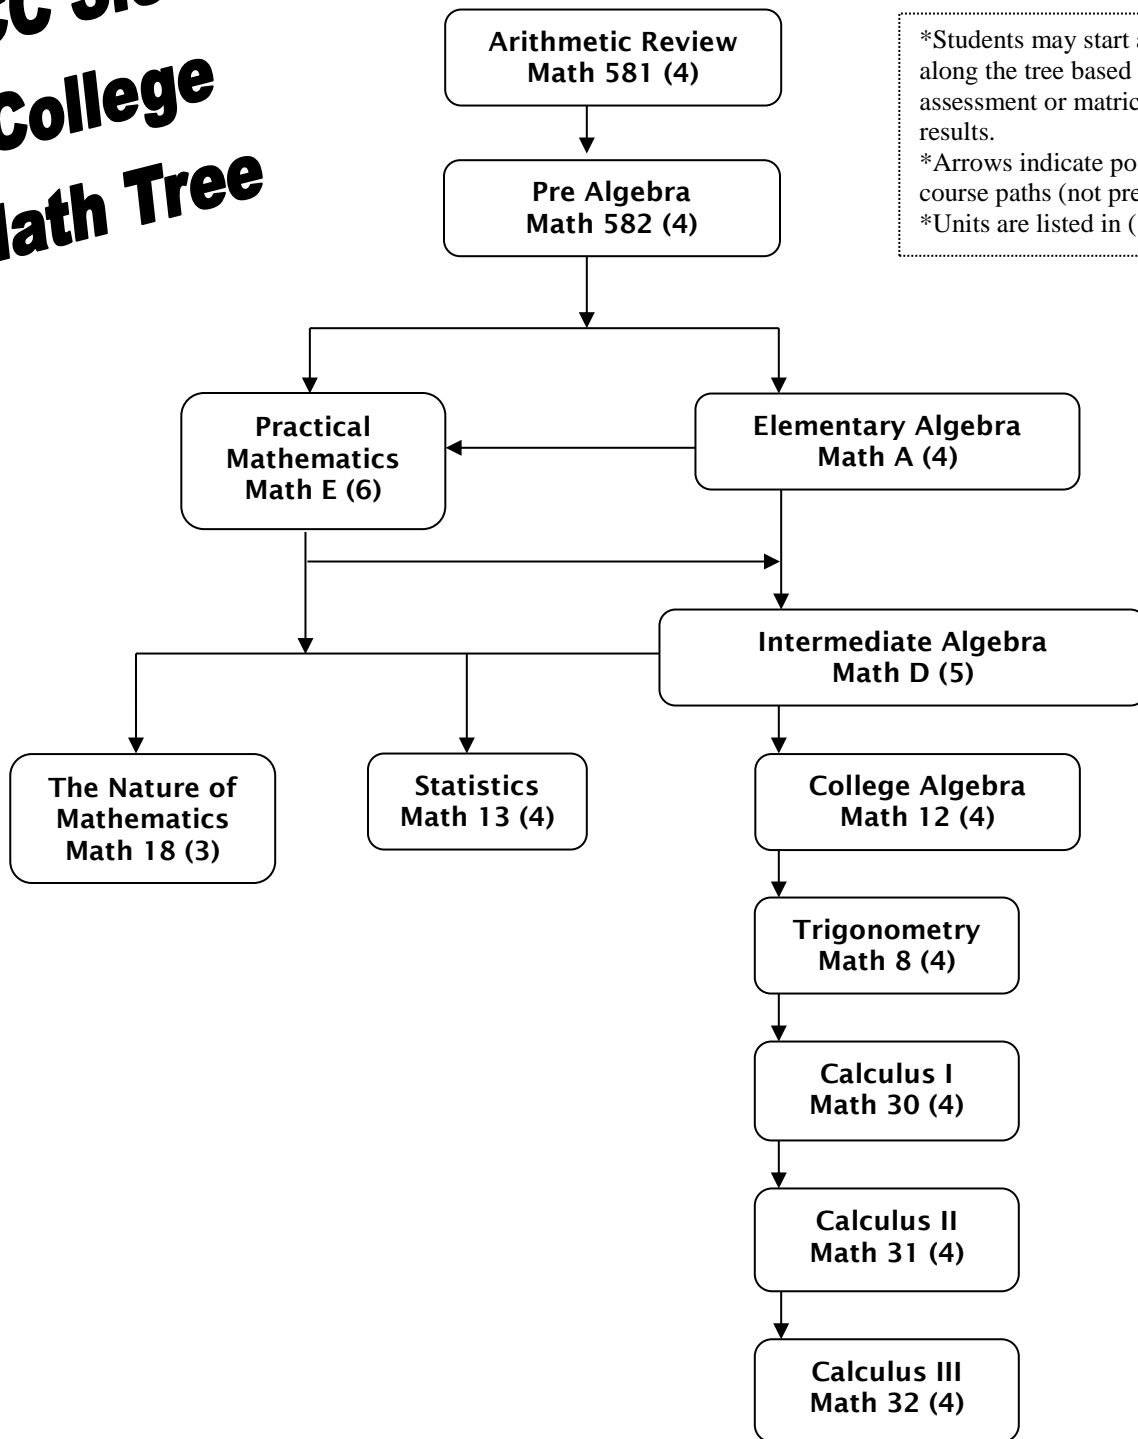 College
Tree
Arithmetic Review
Math 581 (4)
*Students may start
along the tree based
assessment or
results.
*Arrows indicate
course paths (not
*Units are listed in (
Pre Algebra
Math 582 (4)
Practical
Mathematics
Math E (6)
Elementary Algebra
Math A (4)
Intermediate Algebra
Math D (5)
The Nature of
Mathematics
Math 18 (3)
Statistics
Math 13 (4)
College Algebra
Math 12 (4)
Trigonometry
Math 8 (4)
Calculus I
Math 30 (4)
Calculus II
Math 31 (4)
Calculus III
Math 32 (4)